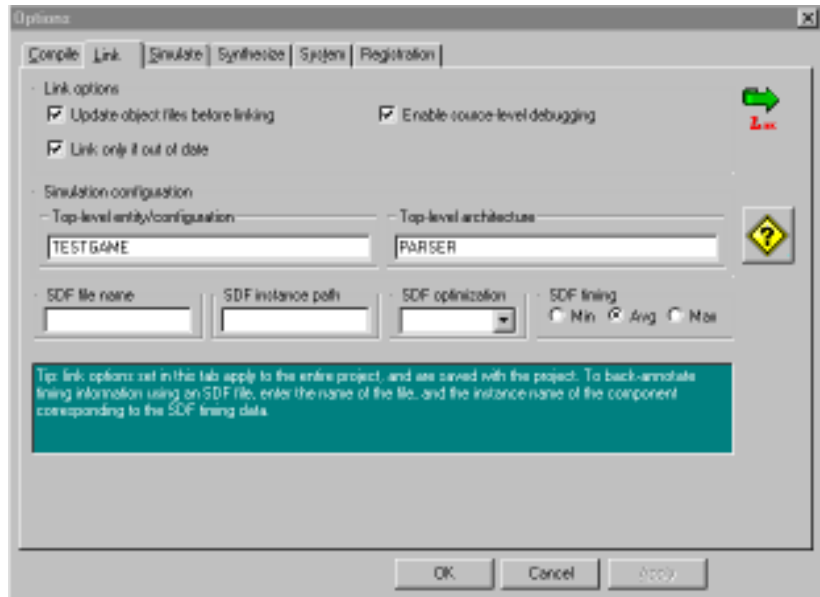 Options
Compile Link Simulate Synthesize System Registration
Link options
Update object files before linking
Enable source-level debugging
Link
Link only if out of date
Simulation configuration
Top-level entity/configuration
Top-level architecture
TESTGAME
PARSER
?
SDF file name
SDF instance path
SDF optimization
SDF timing
Min Avg Max
Tip: link options set in this tab apply to the entire project, and are saved with the project. To back-annotate
timing information using an SDF file, enter the name of the file, and the instance name of the component
corresponding to the SDF timing data.
OK Cancel Apply